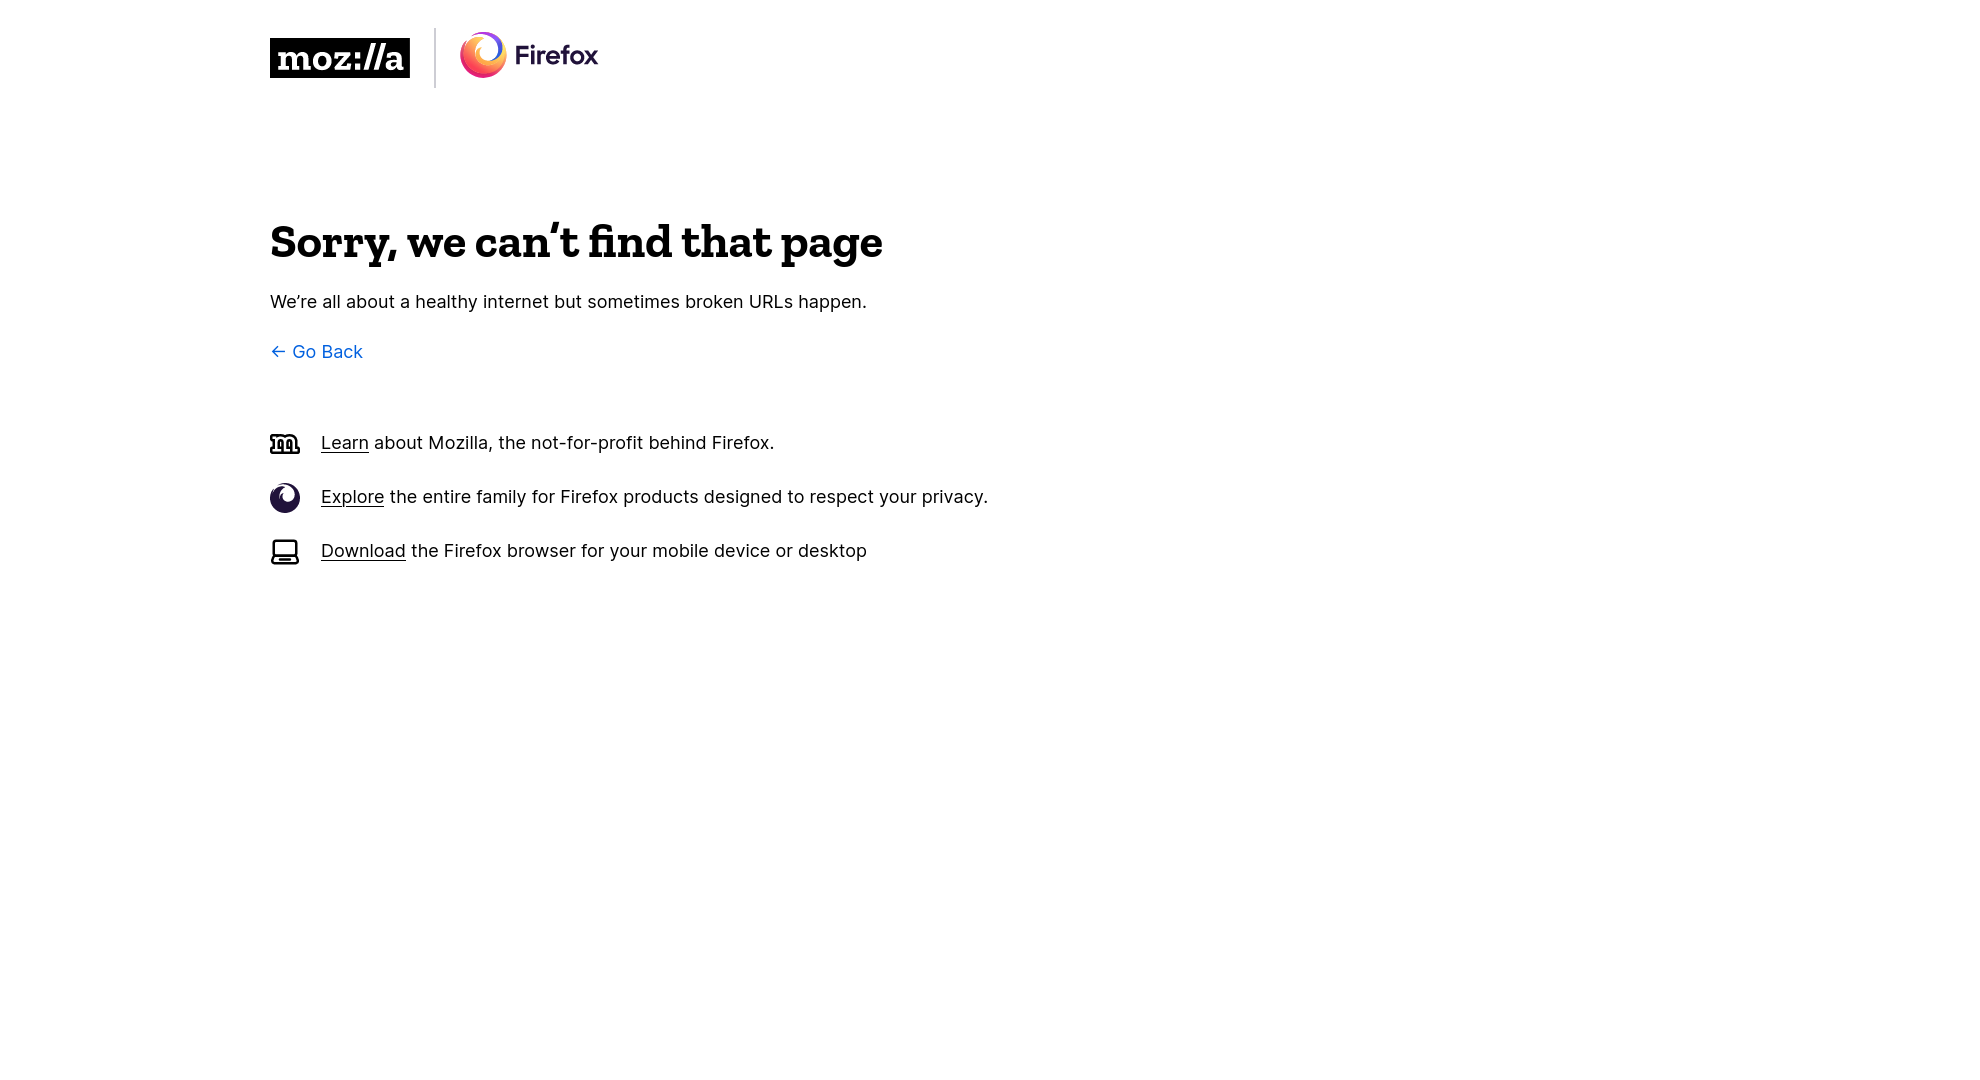 moz://a
Firefox
Sorry, we can‘t find that page
We’re all about a healthy internet but sometimes broken URLs happen.
← Go Back
m
Learn about Mozilla, the not-for-profit behind Firefox.
Explore the entire family for Firefox products designed to respect your privacy.
Download the Firefox browser for your mobile device or desktop